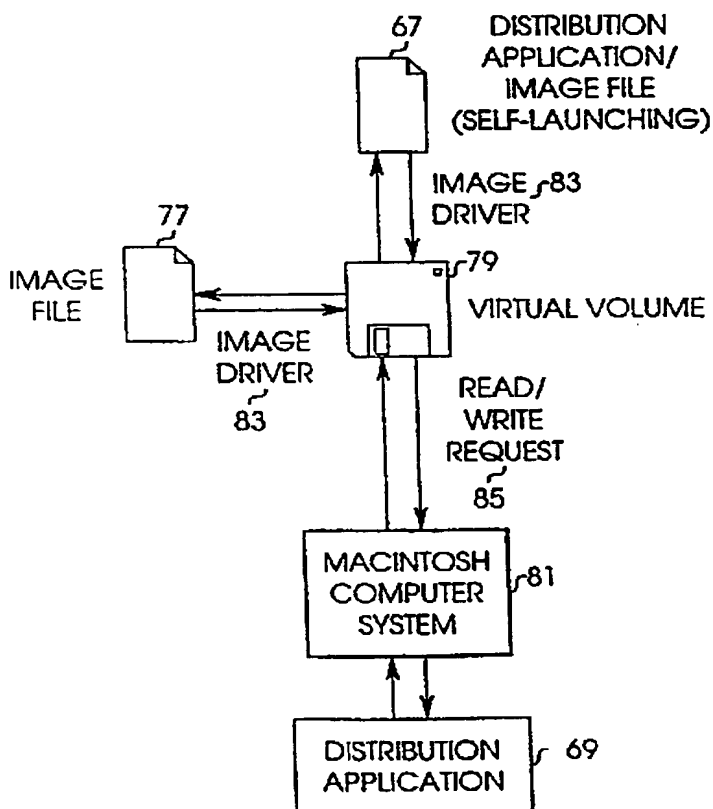 67
DISTRIBUTION
APPLICATION/
IMAGE FILE
(SELF-LAUNCHING)
IMAGE 83
DRIVER
77
IMAGE
FILE
79
VIRTUAL VOLUME
IMAGE
DRIVER
83
READ/
WRITE
REQUEST
85
MACINTOSH
COMPUTER
SYSTEM
81
DISTRIBUTION
APPLICATION
69